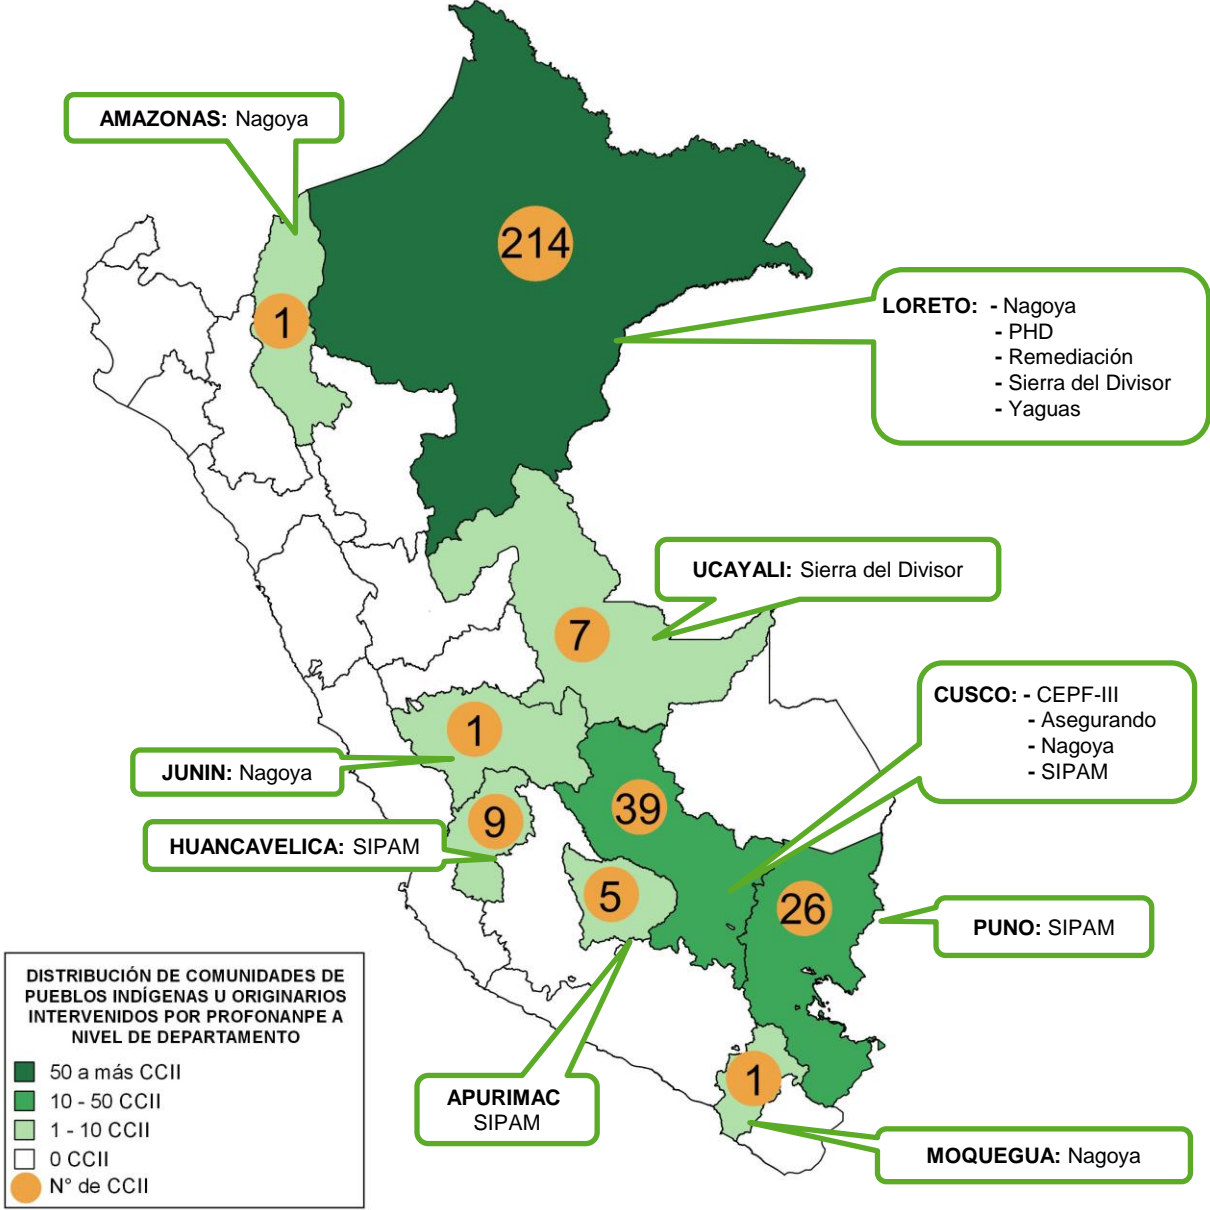 AMAZONAS: Nagoya
214
1
LORETO: - Nagoya
- PHD
- Remediación
- Sierra del Divisor
- Yaguas
UCAYALI: Sierra del Divisor
7
CUSCO: - CEPF-III
- Asegurando
- Nagoya
- SIPAM
1
JUNIN: Nagoya
39
9
HUANCAVELICA: SIPAM
5
26
PUNO: SIPAM
DISTRIBUCIÓN DE COMUNIDADES DE
PUEBLOS INDÍGENAS U ORIGINARIOS
INTERVENIDOS POR PROFONANPE A
NIVEL DE DEPARTAMENTO
50 a más CCII
10 - 50 CCII
1 - 10 CCII
0 CCII
N° de CCII
APURIMAC
SIPAM
1
MOQUEGUA: Nagoya